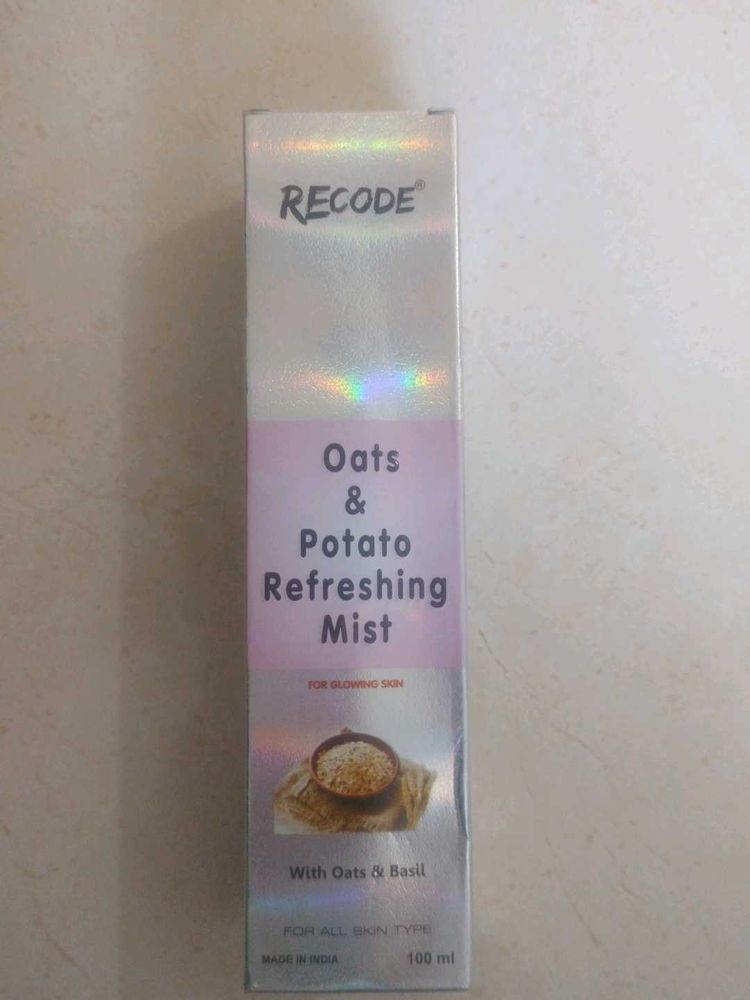 RECODE®
Oats
&
Potato
Refreshing
Mist
FOR GLOWING SKIN
With Oats & Basil
FOR ALL SKIN TYPE
MADE IN INDIA 100 ml